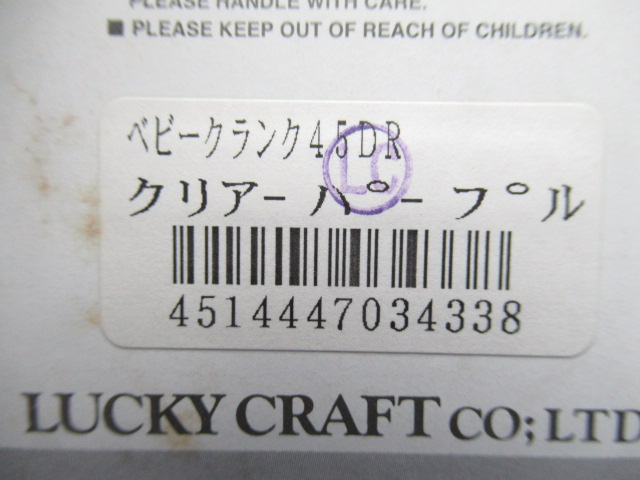 PLEASE HANDLE WITH CARE.
■ PLEASE KEEP OUT OF REACH OF CHILDREN.
ベビークランク45DR
LC
クリアーパープル
4514447034338
LUCKY CRAFT CO;LTD